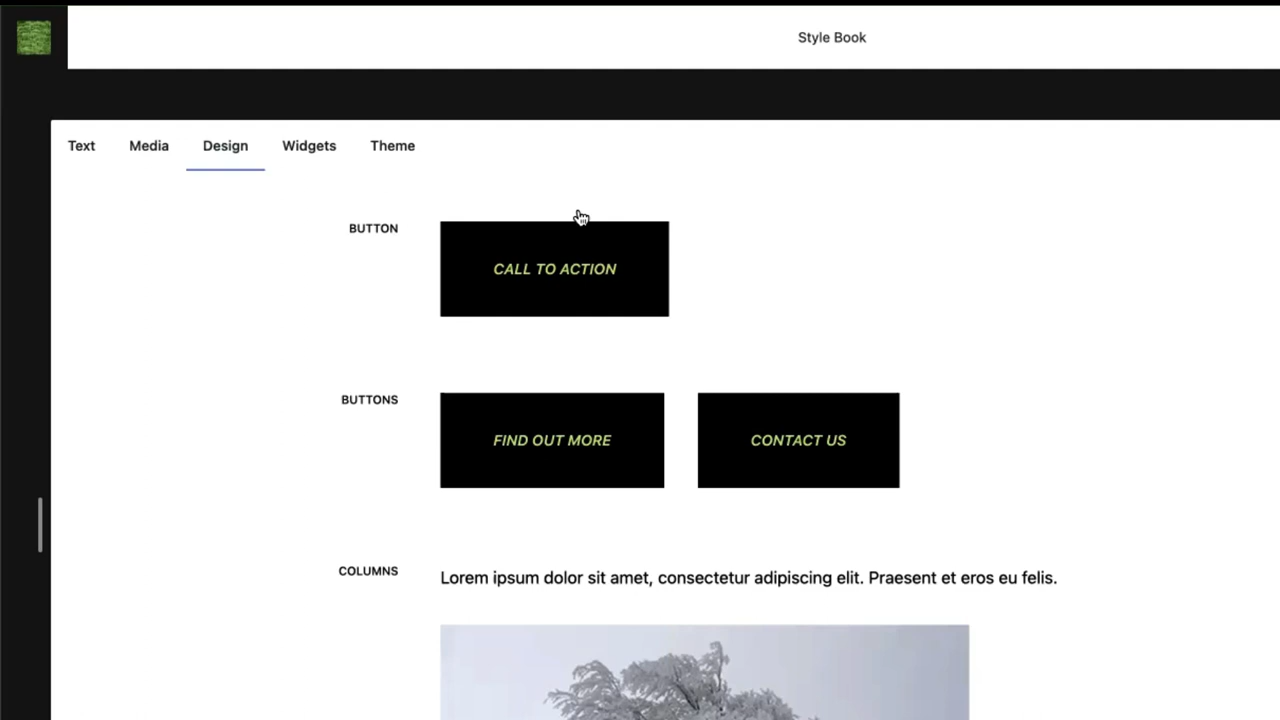 Style Book
Text Media Design Widgets Theme
BUTTON
CALL TO ACTION
BUTTONS
FIND OUT MORE CONTACT US
COLUMNS
Lorem ipsum dolor sit amet, consectetur adipiscing elit. Praesent et eros eu felis.